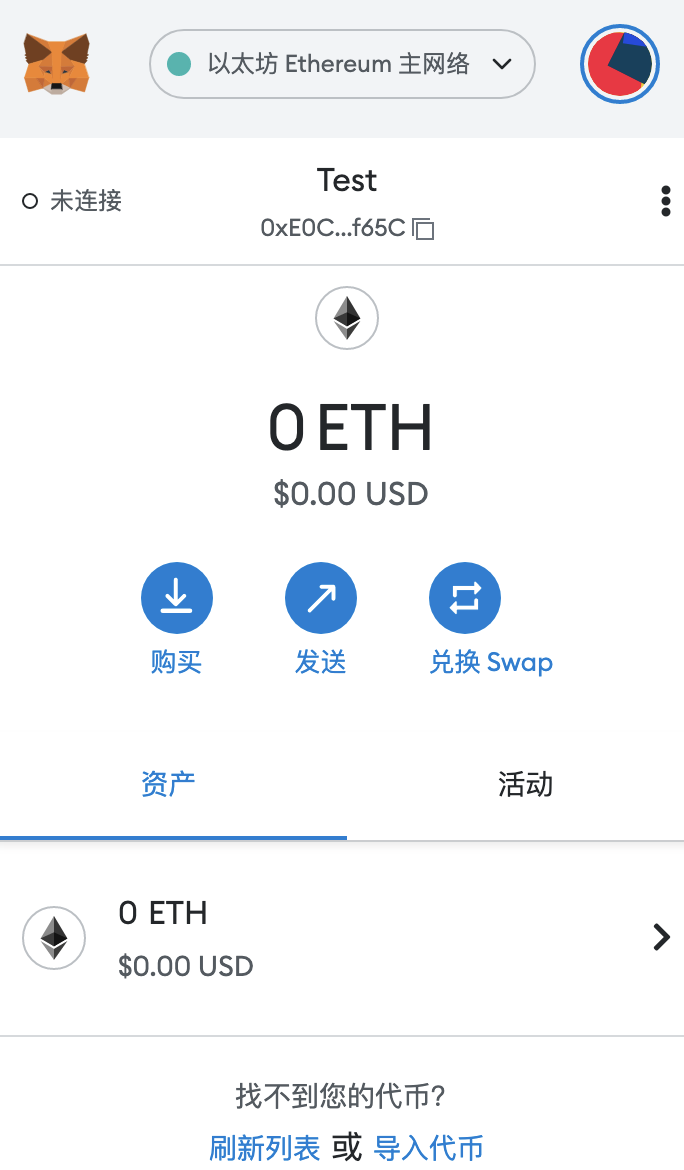 以太坊 Ethereum 主网络
未连接
Test
0xE0C...f65C
0 ETH
$0.00 USD
购买
发送
兑换 Swap
资产
活动
0 ETH
$0.00 USD
找不到您的代币?
刷新列表 或 导入代币